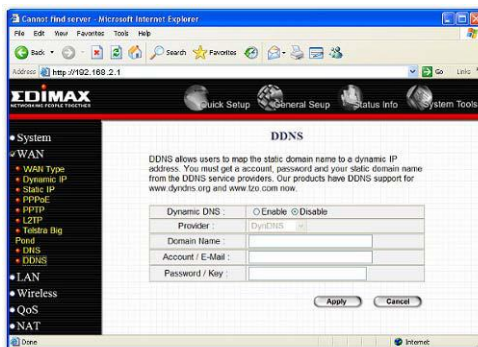 Cannot find server - Microsoft Internet Explorer
File Edit View Favorites Tools Help
Back Search Favorites
Address http://192.168.2.1 Go Links
EDIMAX
NETWORKING PEOPLE TOGETHER
Quick Setup General Seup Status Info System Tools
System
WAN
WAN Type
Dynamic IP
Static IP
PPPoE
PPTP
L2TP
Telstra Big
Pond
DNS
DDNS
LAN
Wireless
QoS
NAT
DDNS
DDNS allows users to map the static domain name to a dynamic IP
address. You must get a account, password and your static domain name
from the DDNS service providers. Our products have DDNS support for
www.dyndns.org and www.tzo.com now.
Dynamic DNS : Enable Disable
Provider : DynDNS
Domain Name :
Account / E-Mail :
Password / Key :
Apply Cancel
Done Internet